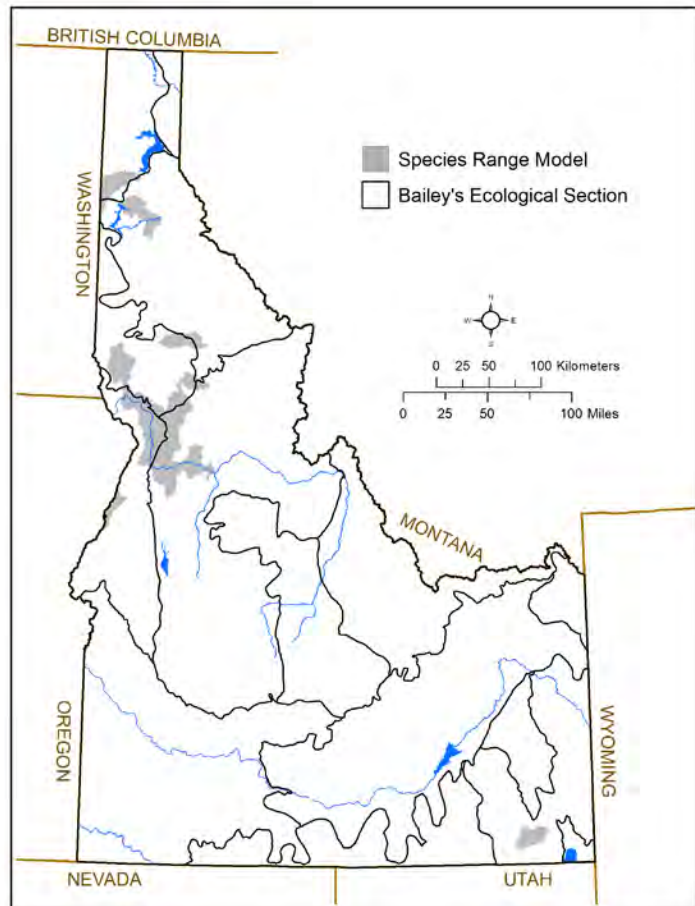 BRITISH COLUMBIA
WASHINGTON
Species Range Model
Bailey's Ecological Section
N
W E
S
0 25 50 100 Kilometers
0 25 50 100 Miles
MONTANA
OREGON
WYOMING
NEVADA
UTAH